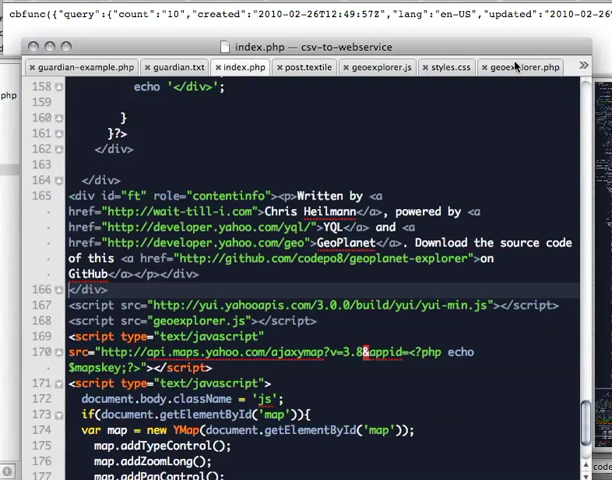 cbfunc({"query":{"count":"10","created":"2010-02-26T12:49:57Z","lang":"en-US","updated":"2010-02-26
index.php — csv-to-webservice
guardian-example.php guardian.txt index.php post.textile geoexplorer.js styles.css geoexplorer.php
php
158 echo '</div>';
159
160 }
161 }?>
162 </div>
163
164 </div>
165 <div id="ft" role="contentinfo"><p>Written by <a
href="http://wait-till-i.com">Chris Heilmann</a>, powered by <a
href="http://developer.yahoo.com/yql/">YQL</a> and <a
href="http://developer.yahoo.com/geo">GeoPlanet</a>. Download the source code
of this <a href="http://github.com/codepo8/geoplanet-explorer">on
GitHub</a></p></div>
166 </div>
167 <script src="http://yui.yahooapis.com/3.0.0/build/yui/yui-min.js"></script>
168 <script src="geoexplorer.js"></script>
169 <script type="text/javascript"
170 src="http://api.maps.yahoo.com/ajaxymap?v=3.8&appid=<?php echo
$mapskey;?>"></script>
171 <script type="text/javascript">
172 document.body.className = 'js';
173 if(document.getElementById('map')){
174 var map = new YMap(document.getElementById('map'));
175 map.addTypeControl();
176 map.addZoomLong();
177 map.addPanControl();